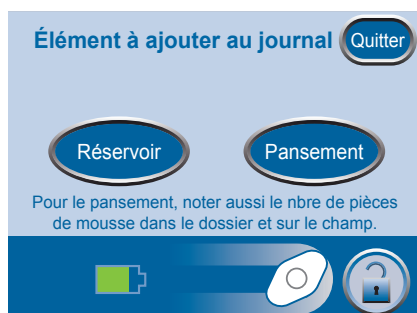 Élément à ajouter au journal
Quitter
Réservoir
Pansement
Pour le pansement, noter aussi le nbre de pièces
de mousse dans le dossier et sur le champ.